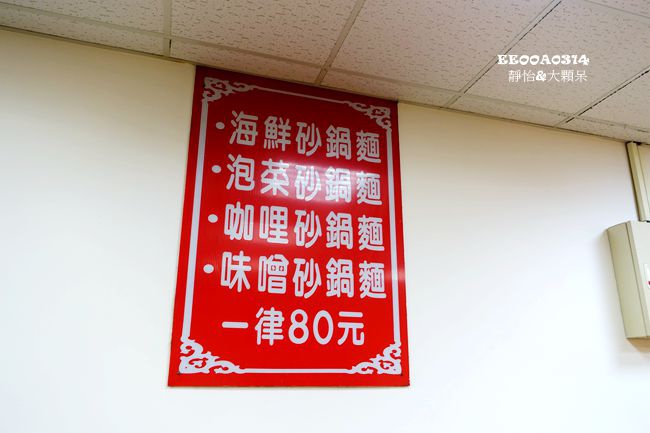 EE00A0314
靜怡&大顆呆
・海鮮砂鍋麵
・泡菜砂鍋麵
・咖哩砂鍋麵
・味噌砂鍋麵
一律80元